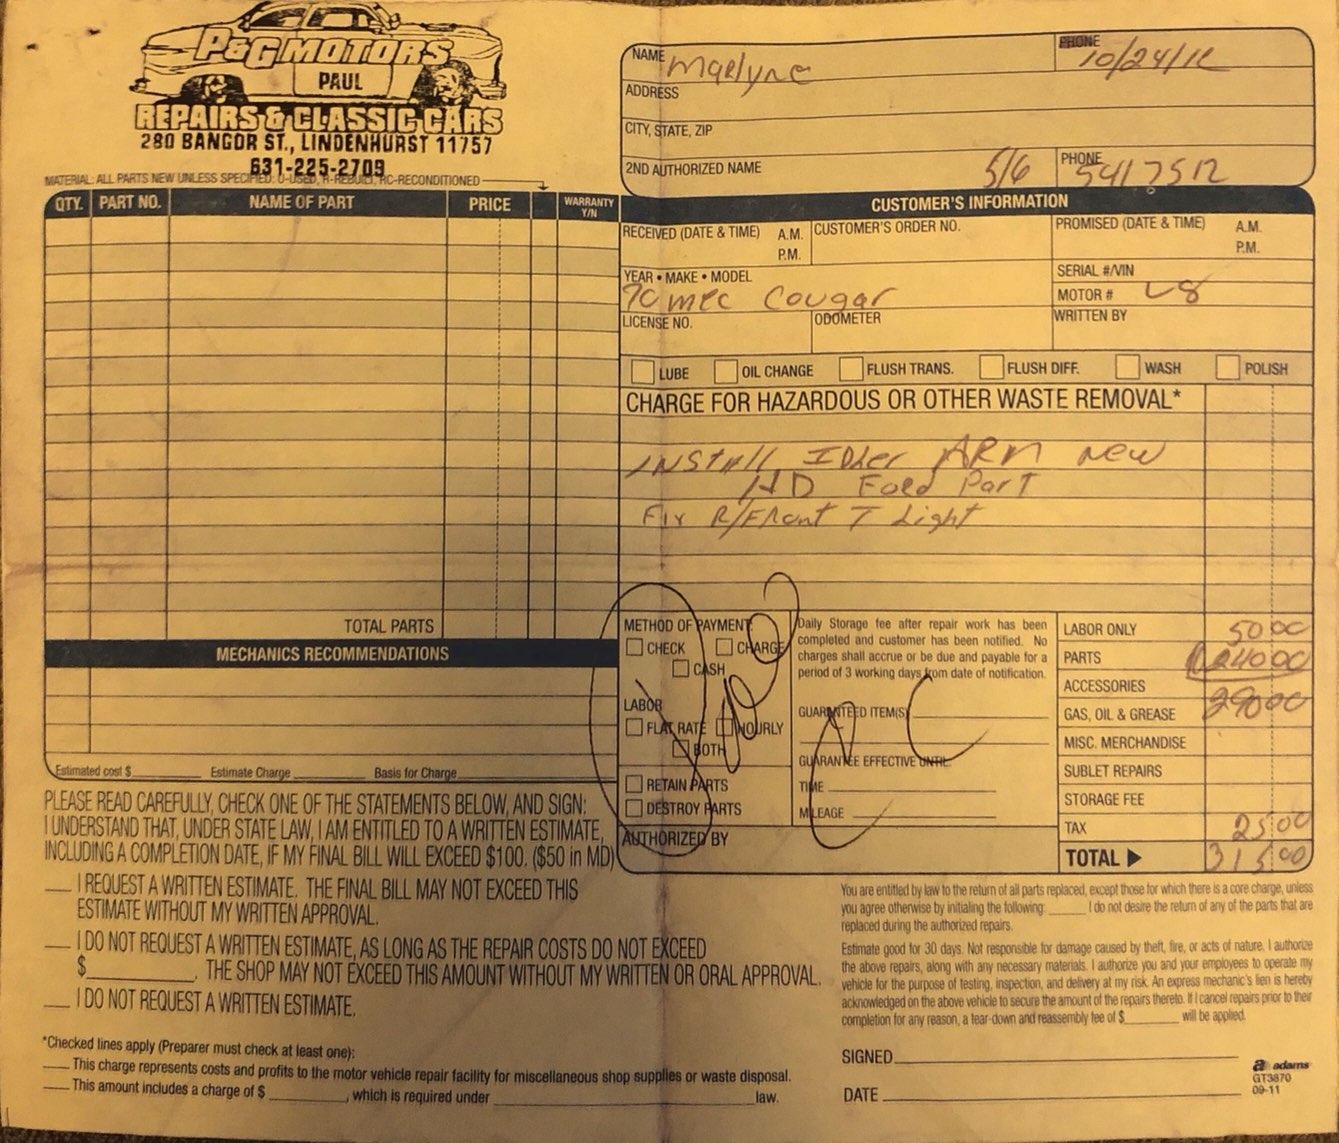 P&G MOTORS
PAUL
REPAIRS & CLASSIC CARS
280 BANGOR ST., LINDENHURST 11757
631-225-2709
MATERIAL: ALL PARTS NEW UNLESS SPECIFIED: U-USED, R-REBUILT, RC-RECONDITIONED
NAME Marlyne
PHONE 10/24/12
ADDRESS
CITY, STATE, ZIP
2ND AUTHORIZED NAME 516
PHONE 541 7512
CUSTOMER'S INFORMATION
QTY. PART NO. NAME OF PART PRICE WARRANTY Y/N
RECEIVED (DATE & TIME) A.M. P.M.
CUSTOMER'S ORDER NO.
PROMISED (DATE & TIME) A.M. P.M.
YEAR • MAKE • MODEL
70 Mec Cougar
SERIAL #/VIN
MOTOR # V8
LICENSE NO. ODOMETER WRITTEN BY
LUBE OIL CHANGE FLUSH TRANS. FLUSH DIFF. WASH POLISH
CHARGE FOR HAZARDOUS OR OTHER WASTE REMOVAL*
INSTALL IDler ARM New
HD Ford Part
Fix R/Front T Light
TOTAL PARTS
MECHANICS RECOMMENDATIONS
Estimated cost $ Estimate Charge Basis for Charge
METHOD OF PAYMENT:
CHECK CHARGE
CASH
LABOR
FLAT RATE HOURLY
BOTH
RETAIN PARTS
DESTROY PARTS
AUTHORIZED BY
Daily Storage fee after repair work has been
completed and customer has been notified. No
charges shall accrue or be due and payable for a
period of 3 working days from date of notification.
GUARANTEED ITEM(S)
GUARANTEE EFFECTIVE UNTIL:
TIME
MILEAGE
LABOR ONLY 50 00
PARTS 240 00
ACCESSORIES
GAS, OIL & GREASE 290 00
MISC. MERCHANDISE
SUBLET REPAIRS
STORAGE FEE
TAX 25 00
TOTAL ▶ 315 00
PLEASE READ CAREFULLY, CHECK ONE OF THE STATEMENTS BELOW, AND SIGN:
I UNDERSTAND THAT, UNDER STATE LAW, I AM ENTITLED TO A WRITTEN ESTIMATE,
INCLUDING A COMPLETION DATE, IF MY FINAL BILL WILL EXCEED $100. ($50 in MD)
I REQUEST A WRITTEN ESTIMATE. THE FINAL BILL MAY NOT EXCEED THIS
ESTIMATE WITHOUT MY WRITTEN APPROVAL.
I DO NOT REQUEST A WRITTEN ESTIMATE, AS LONG AS THE REPAIR COSTS DO NOT EXCEED
$ . THE SHOP MAY NOT EXCEED THIS AMOUNT WITHOUT MY WRITTEN OR ORAL APPROVAL.
I DO NOT REQUEST A WRITTEN ESTIMATE.
*Checked lines apply (Preparer must check at least one):
This charge represents costs and profits to the motor vehicle repair facility for miscellaneous shop supplies or waste disposal.
This amount includes a charge of $ , which is required under law.
You are entitled by law to the return of all parts replaced, except those for which there is a core charge, unless
you agree otherwise by initialing the following: I do not desire the return of any of the parts that are
replaced during the authorized repairs.
Estimate good for 30 days. Not responsible for damage caused by theft, fire, or acts of nature. I authorize
the above repairs, along with any necessary materials. I authorize you and your employees to operate my
vehicle for the purpose of testing, inspection, and delivery at my risk. An express mechanic's lien is hereby
acknowledged on the above vehicle to secure the amount of the repairs thereto. If I cancel repairs prior to their
completion for any reason, a tear-down and reassembly fee of $ will be applied.
SIGNED
DATE
adams
GT3870
09-11